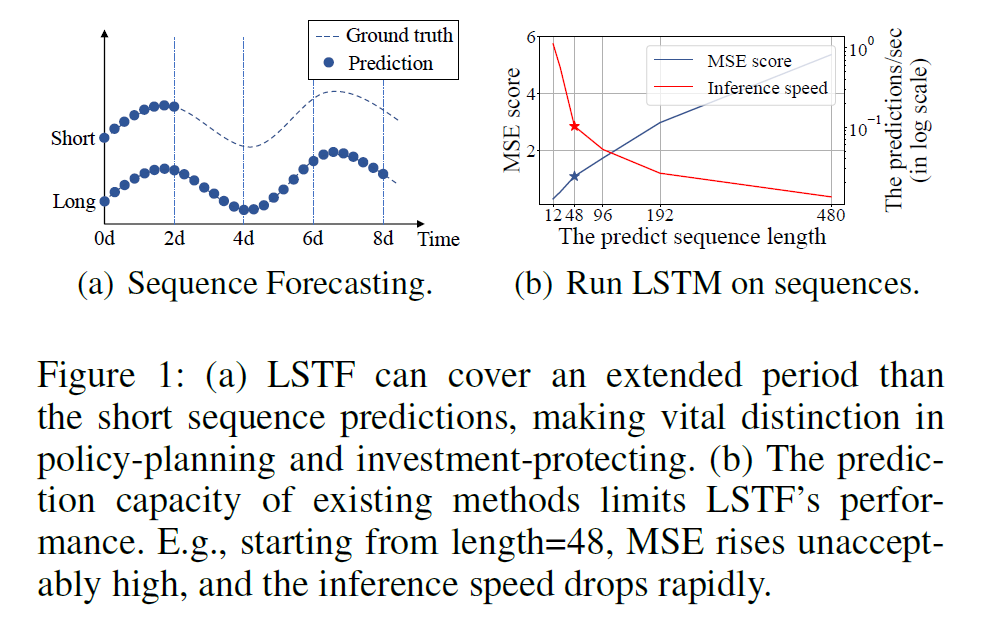 Ground truth
Prediction
Short
Long
0d 2d 4d 6d 8d Time
(a) Sequence Forecasting.
MSE score
6
4
2
MSE score
Inference speed
10^0
10^-1
The predictions/sec
(in log scale)
12 48 96 192 480
The predict sequence length
(b) Run LSTM on sequences.
Figure 1: (a) LSTF can cover an extended period than
the short sequence predictions, making vital distinction in
policy-planning and investment-protecting. (b) The predic-
tion capacity of existing methods limits LSTF's perfor-
mance. E.g., starting from length=48, MSE rises unaccept-
ably high, and the inference speed drops rapidly.